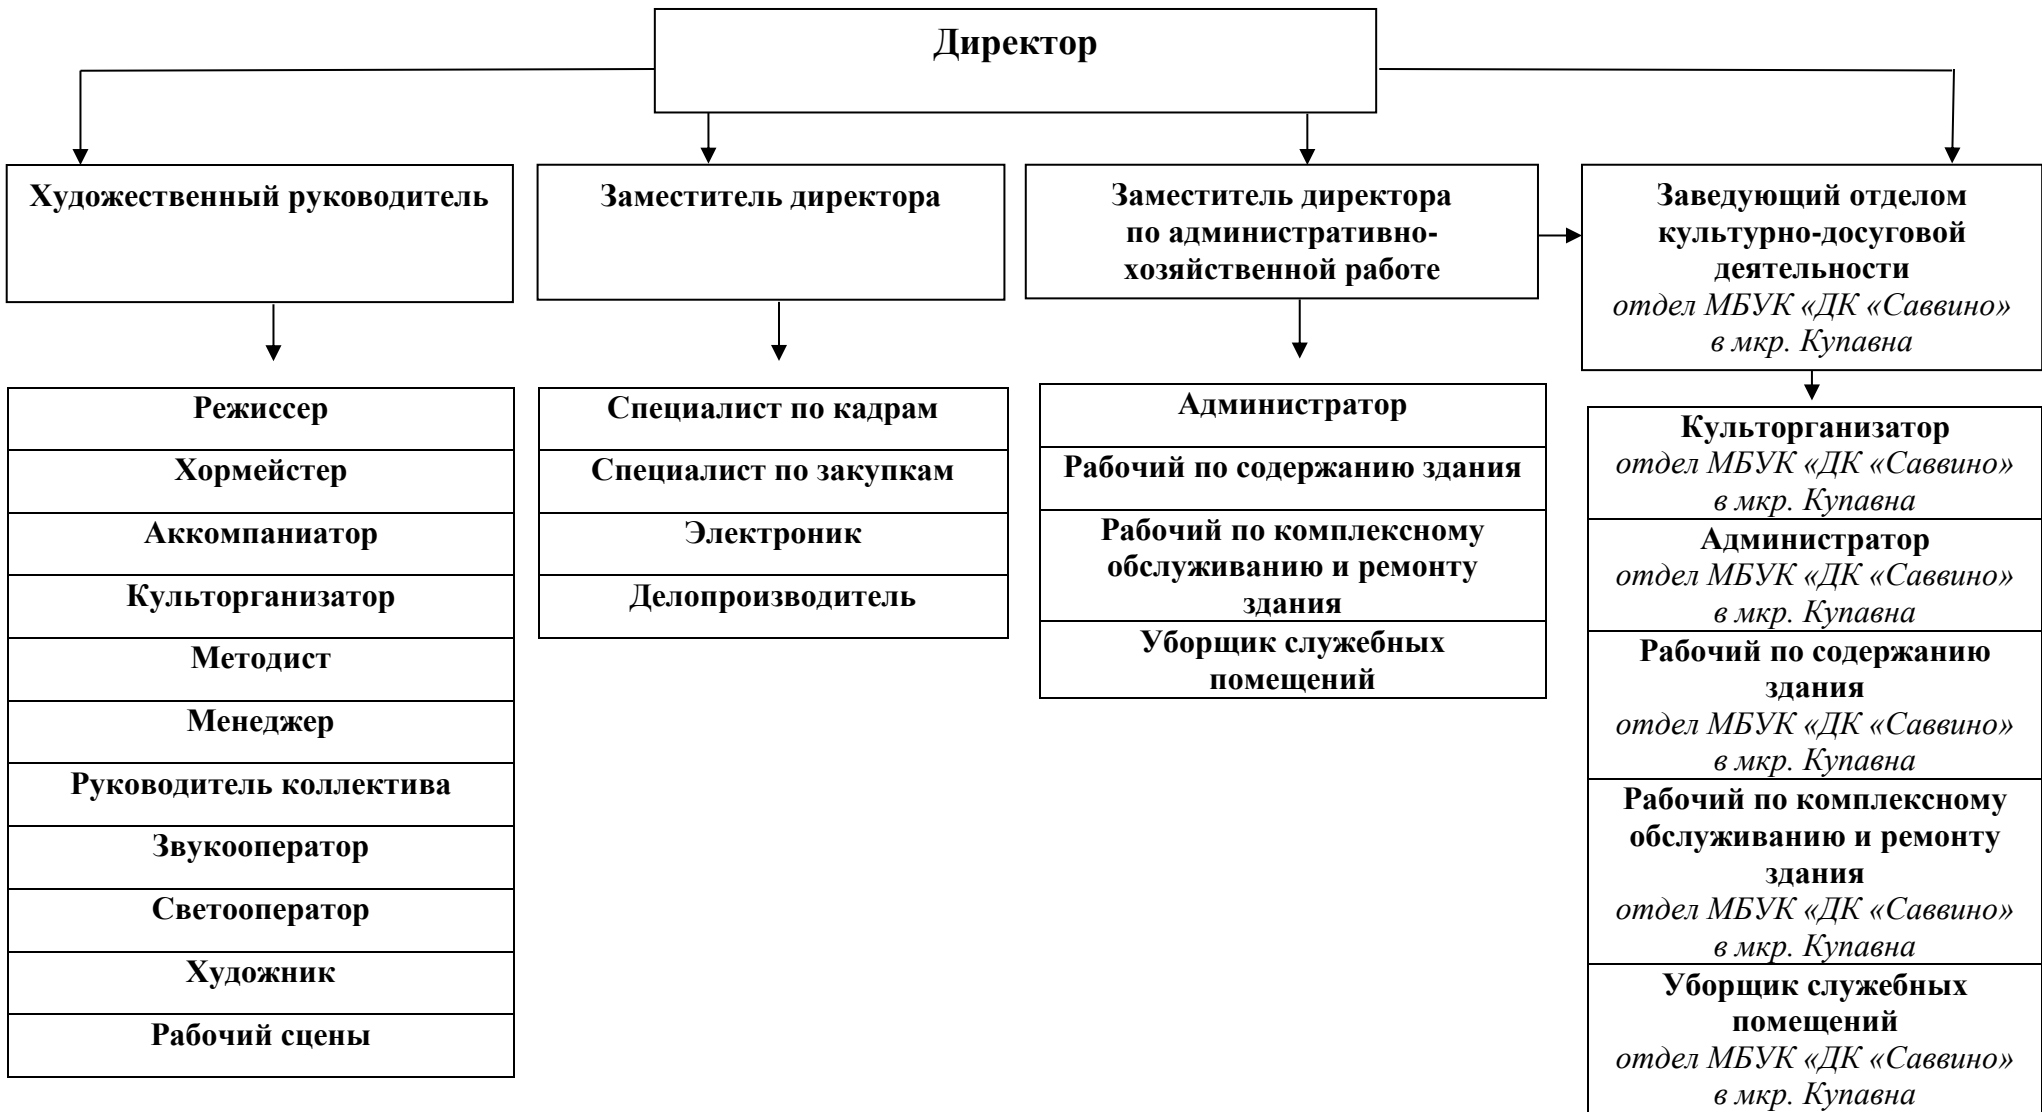 Директор
Художественный руководитель
Заместитель директора
Заместитель директора
по административно-
хозяйственной работе
Заведующий отделом
культурно-досуговой
деятельности
отдел МБУК «ДК «Саввино»
в мкр. Купавна
Режиссер
Хормейстер
Аккомпаниатор
Культорганизатор
Методист
Менеджер
Руководитель коллектива
Звукооператор
Светооператор
Художник
Рабочий сцены
Специалист по кадрам
Специалист по закупкам
Электроник
Делопроизводитель
Администратор
Рабочий по содержанию здания
Рабочий по комплексному
обслуживанию и ремонту
здания
Уборщик служебных
помещений
Культорганизатор
отдел МБУК «ДК «Саввино»
в мкр. Купавна
Администратор
отдел МБУК «ДК «Саввино»
в мкр. Купавна
Рабочий по содержанию
здания
отдел МБУК «ДК «Саввино»
в мкр. Купавна
Рабочий по комплексному
обслуживанию и ремонту
здания
отдел МБУК «ДК «Саввино»
в мкр. Купавна
Уборщик служебных
помещений
отдел МБУК «ДК «Саввино»
в мкр. Купавна